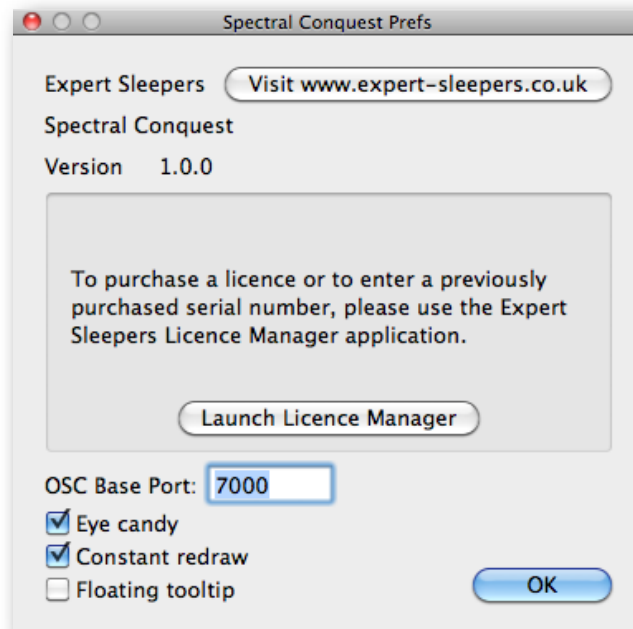 Spectral Conquest Prefs
Expert Sleepers Visit www.expert-sleepers.co.uk
Spectral Conquest
Version 1.0.0
To purchase a licence or to enter a previously
purchased serial number, please use the Expert
Sleepers Licence Manager application.
Launch Licence Manager
OSC Base Port: 7000
Eye candy
Constant redraw
Floating tooltip
OK